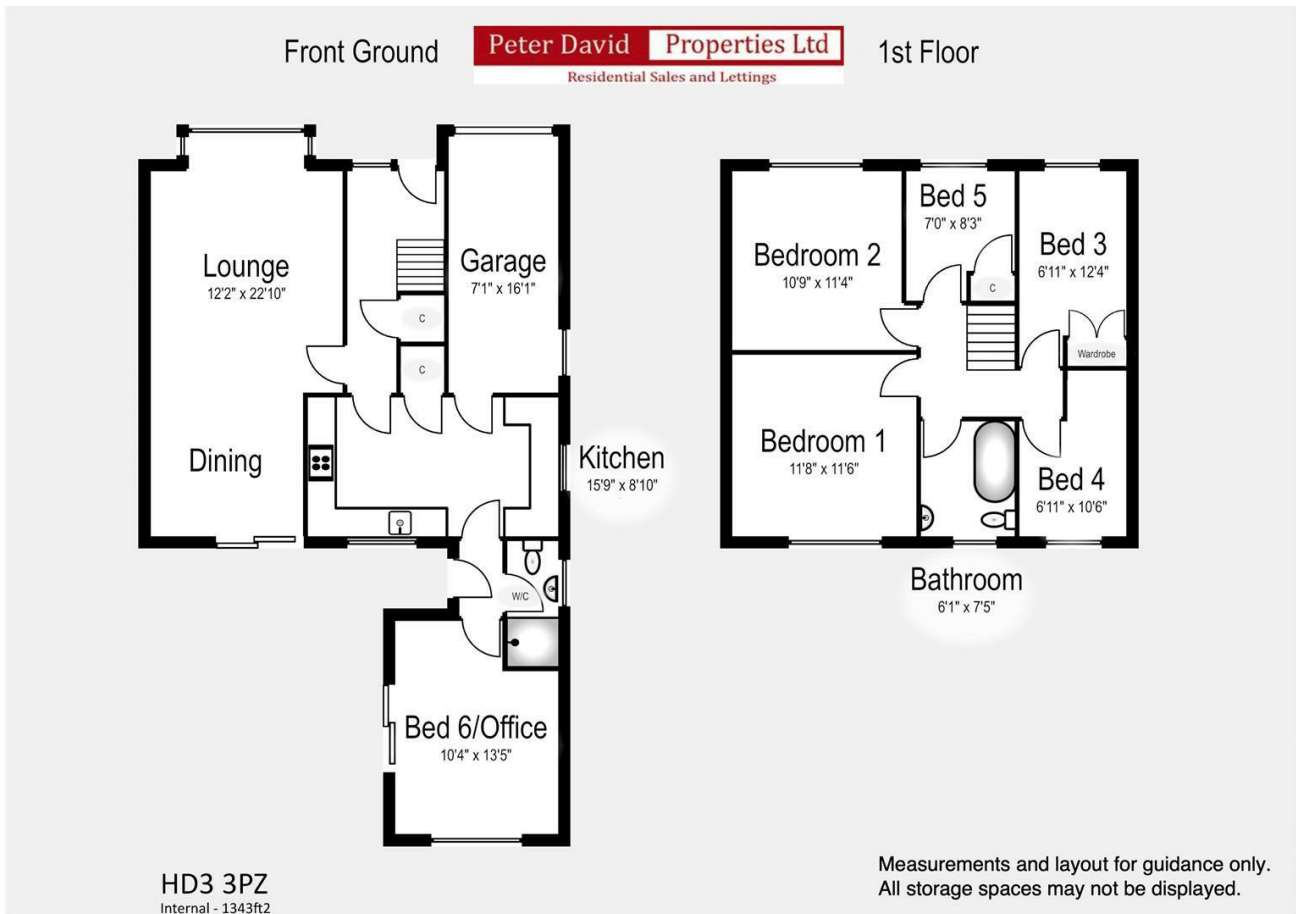 Front Ground
Peter David Properties Ltd
Residential Sales and Lettings
1st Floor
Lounge
12'2" x 22'10"
Garage
7'1" x 16'1"
C
C
Dining
Kitchen
15'9" x 8'10"
W/C
Bed 6/Office
10'4" x 13'5"
Bedroom 2
10'9" x 11'4"
Bed 5
7'0" x 8'3"
C
Bed 3
6'11" x 12'4"
Wardrobe
Bedroom 1
11'8" x 11'6"
Bed 4
6'11" x 10'6"
Bathroom
6'1" x 7'5"
HD3 3PZ
Internal - 1343ft2
Measurements and layout for guidance only.
All storage spaces may not be displayed.